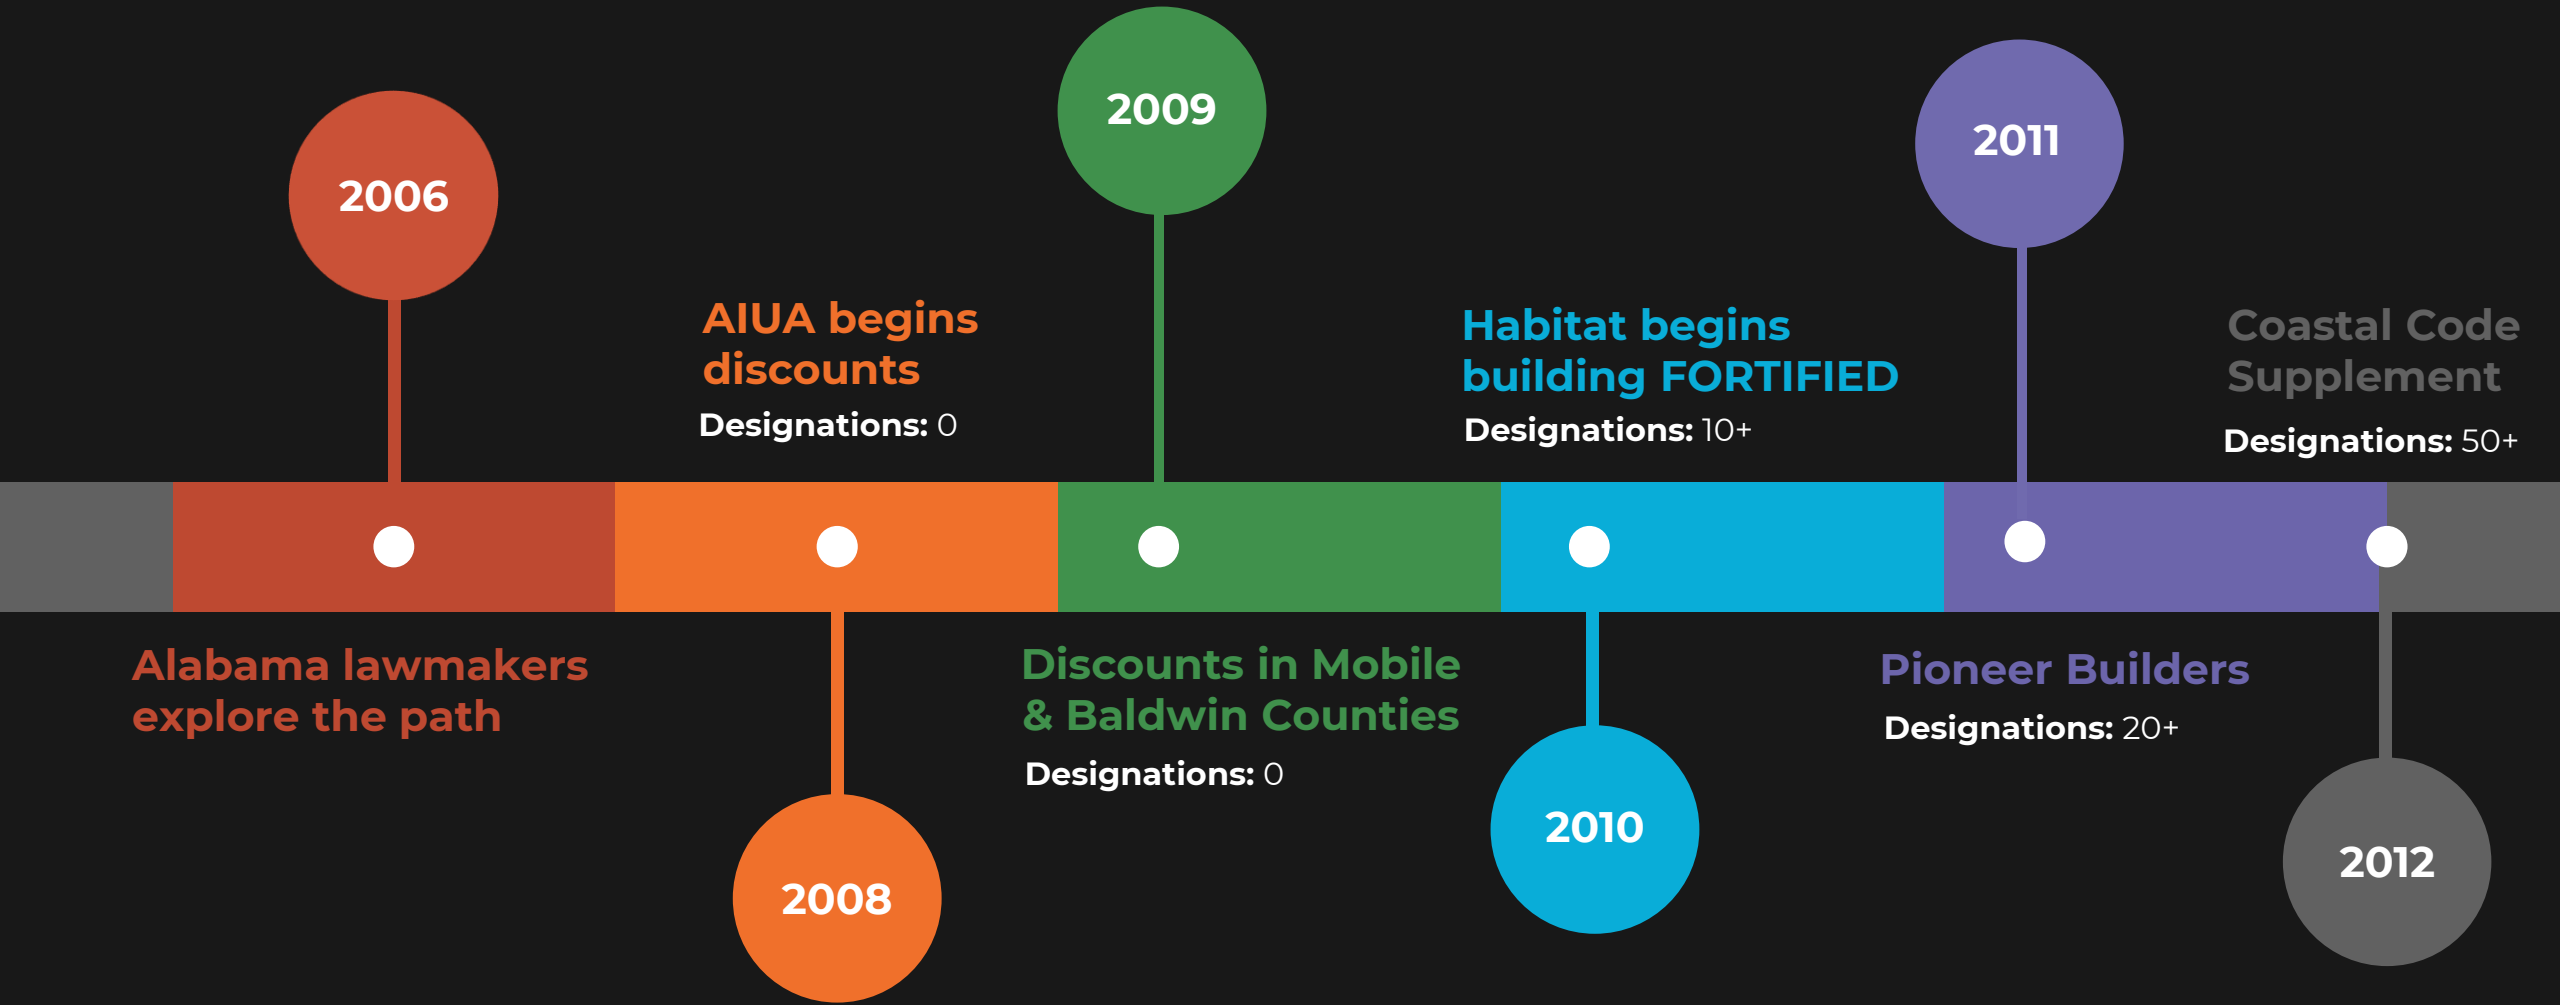 2006
Alabama lawmakers
explore the path
AIUA begins
discounts
Designations: 0
2008
2009
Discounts in Mobile
& Baldwin Counties
Designations: 0
Habitat begins
building FORTIFIED
Designations: 10+
2010
2011
Pioneer Builders
Designations: 20+
Coastal Code
Supplement
Designations: 50+
2012